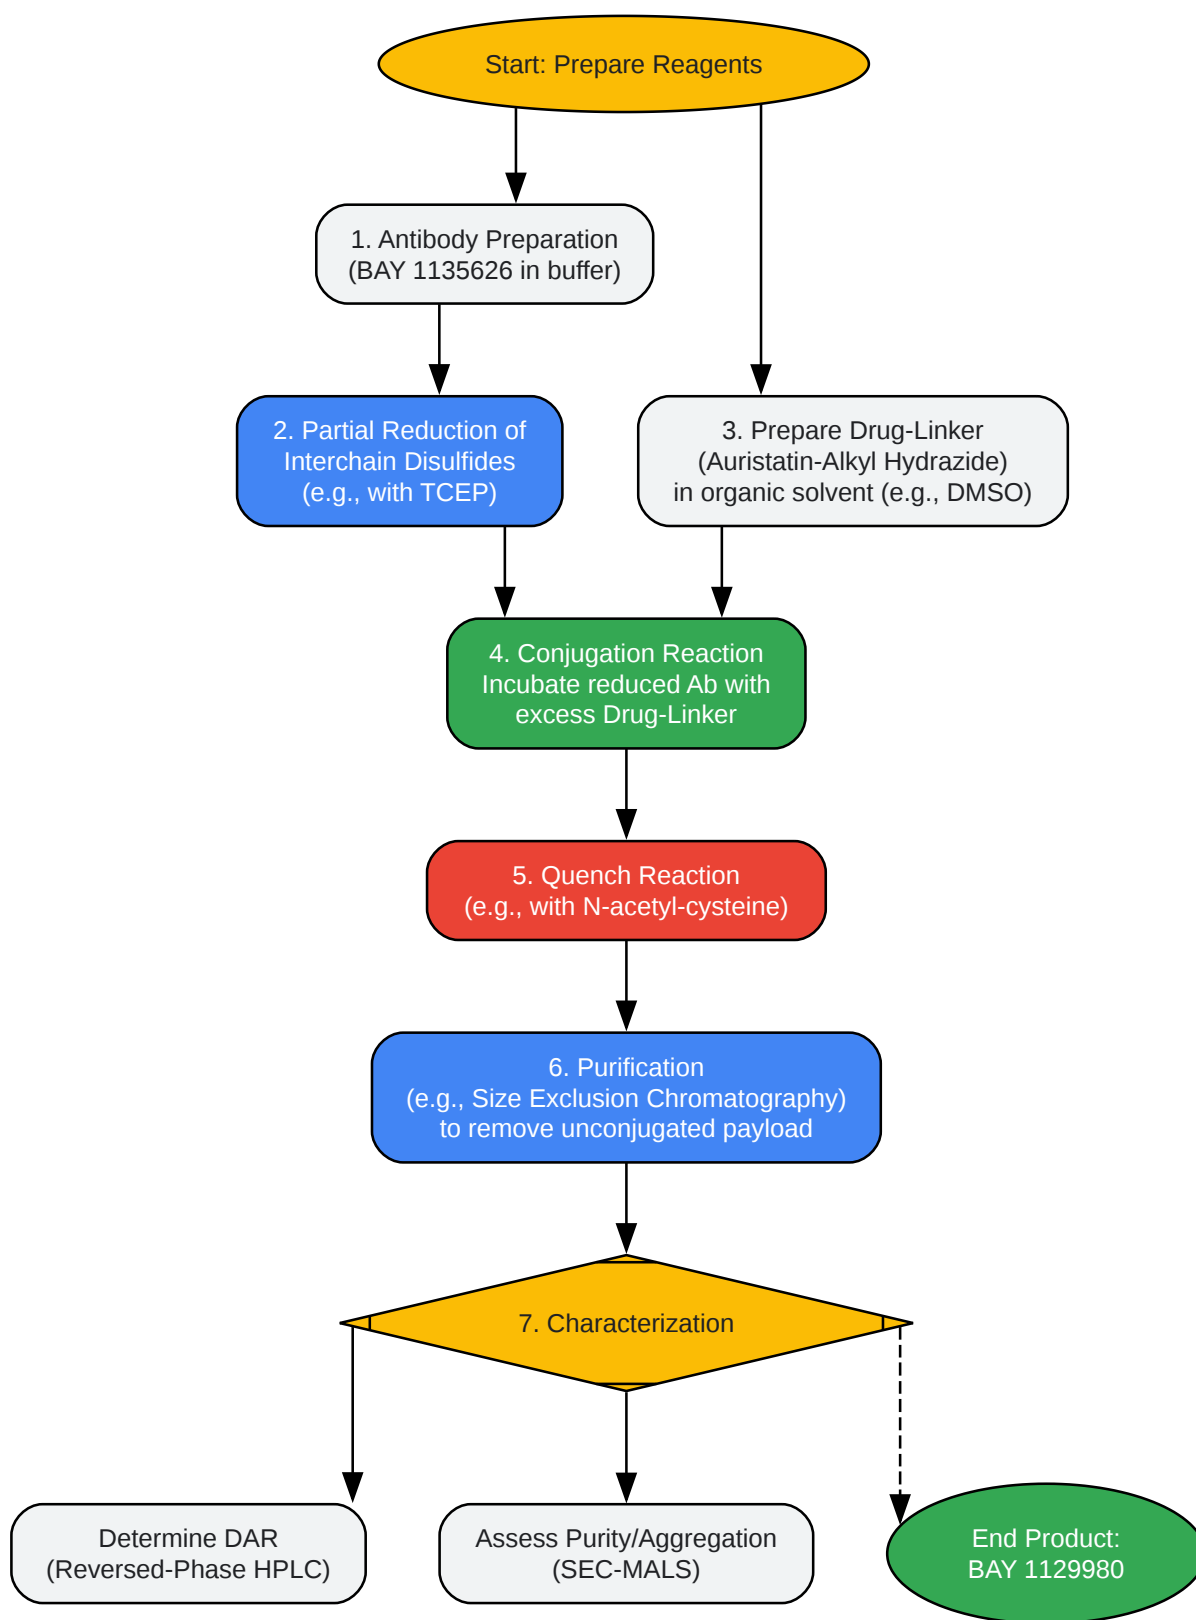 Start: Prepare Reagents
1. Antibody Preparation
(BAY 1135626 in buffer)
2. Partial Reduction of
Interchain Disulfides
(e.g., with TCEP)
3. Prepare Drug-Linker
(Auristatin-Alkyl Hydrazide)
in organic solvent (e.g., DMSO)
4. Conjugation Reaction
Incubate reduced Ab with
excess Drug-Linker
5. Quench Reaction
(e.g., with N-acetyl-cysteine)
6. Purification
(e.g., Size Exclusion Chromatography)
to remove unconjugated payload
7. Characterization
Determine DAR
(Reversed-Phase HPLC)
Assess Purity/Aggregation
(SEC-MALS)
End Product:
BAY 1129980